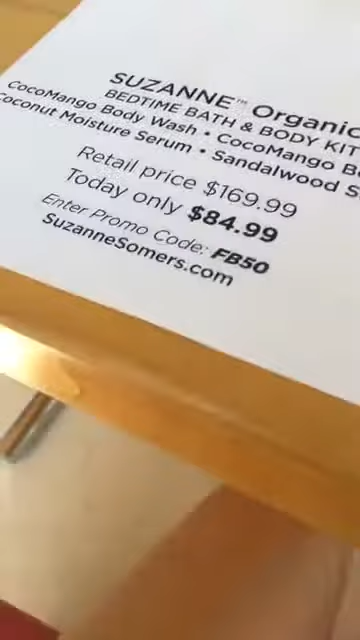 SUZANNE™ Organic
BEDTIME BATH & BODY KIT
CocoMango Body Wash • CocoMango
Coconut Moisture Serum • Sandalwood
Retail price $169.99
Today only $84.99
Enter Promo Code: FB50
SuzanneSomers.com